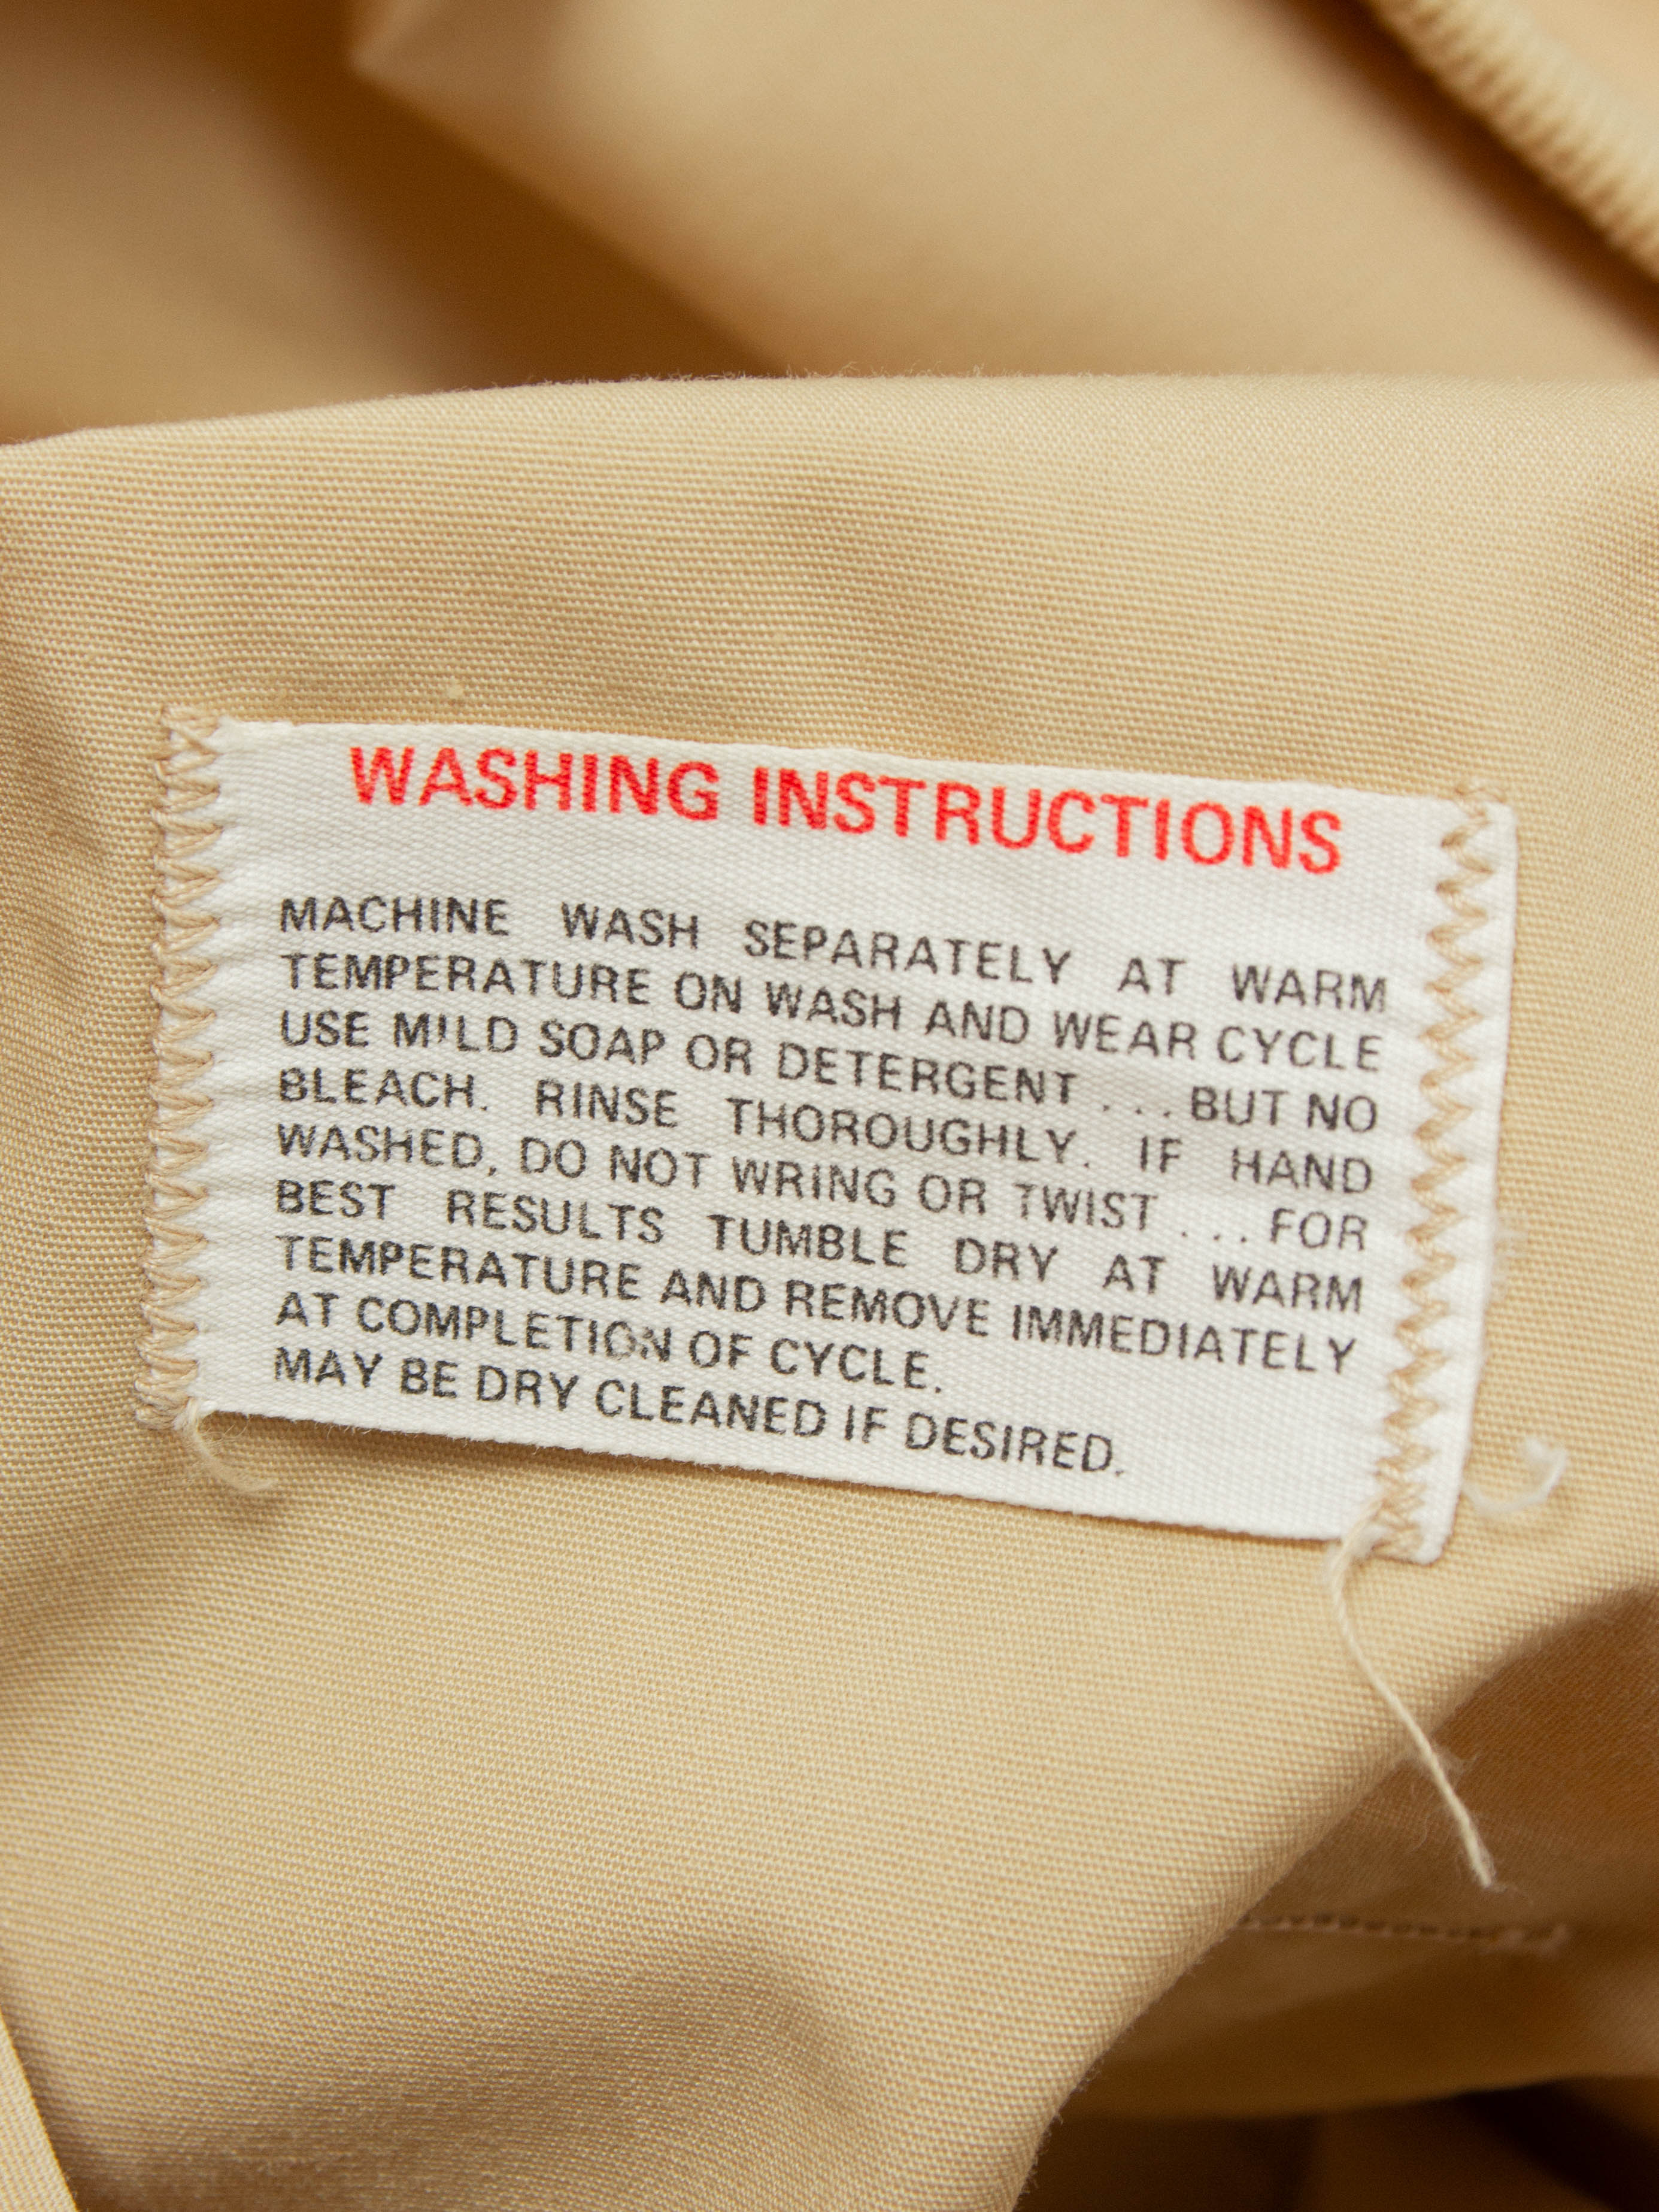 WASHING INSTRUCTIONS
MACHINE WASH SEPARATELY AT WARM
TEMPERATURE ON WASH AND WEAR CYCLE
USE MILD SOAP OR DETERGENT ... BUT NO
BLEACH. RINSE THOROUGHLY. IF HAND
WASHED, DO NOT WRING OR TWIST ... FOR
BEST RESULTS TUMBLE DRY AT WARM
TEMPERATURE AND REMOVE IMMEDIATELY
AT COMPLETION OF CYCLE.
MAY BE DRY CLEANED IF DESIRED.